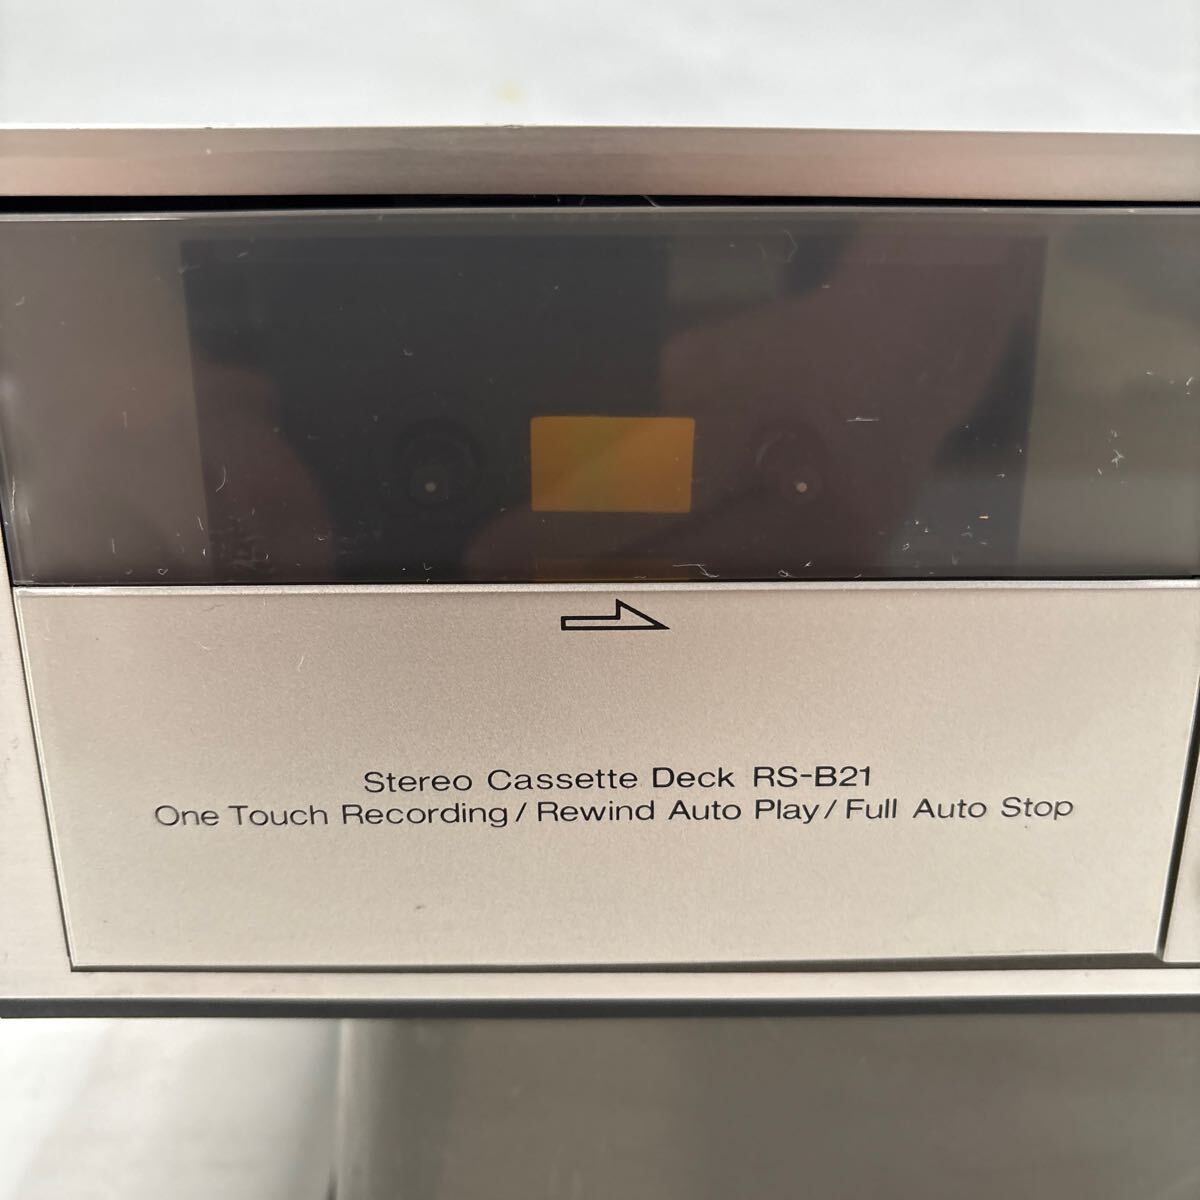 Stereo Cassette Deck RS-B21
One Touch Recording/Rewind Auto Play/Full Auto Stop